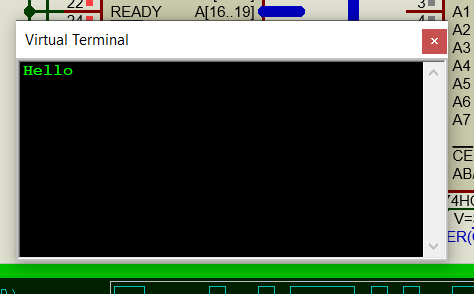 22
READY A[16..19]
24
3
4
Virtual Terminal
Hello
A1
A2
A3
A4
A5
A6
A7
CE
74HC
V=
ER(